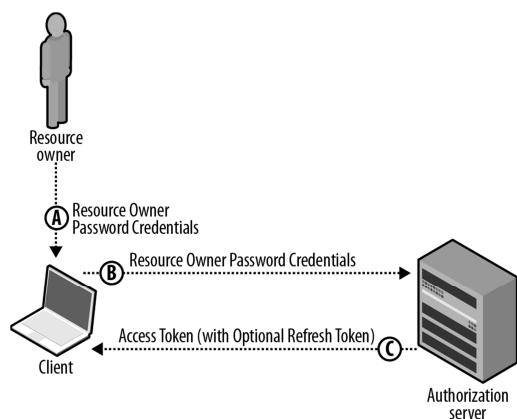 Resource
owner
A
Resource Owner
Password Credentials
B
Resource Owner Password Credentials
Access Token (with Optional Refresh Token)
C
Client
Authorization
server